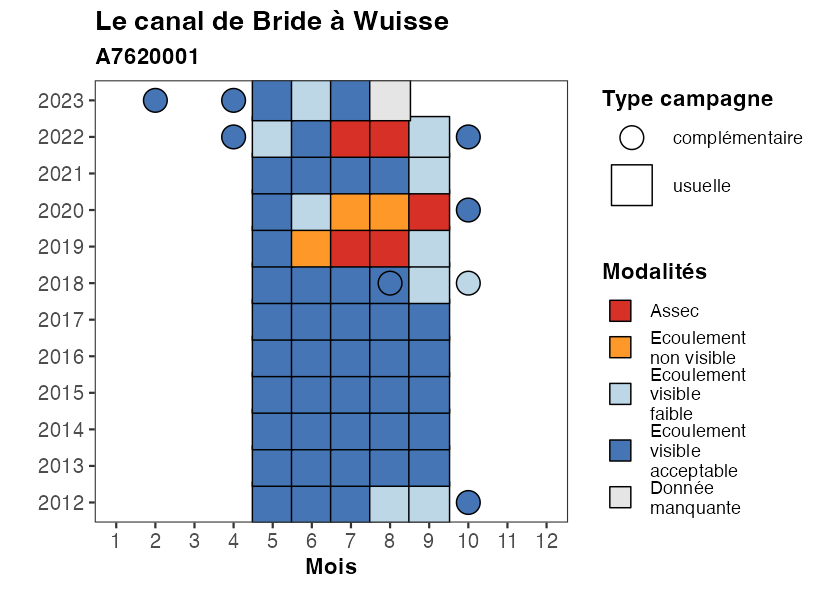 Le canal de Bride à Wuisse
A7620001
2023
2022
2021
2020
2019
2018
2017
2016
2015
2014
2013
2012
1 2 3 4 5 6 7 8 9 10 11 12
Mois
Type campagne
complémentaire
usuelle
Modalités
Assec
Ecoulement
non visible
Ecoulement
visible
faible
Ecoulement
visible
acceptable
Donnée
manquante